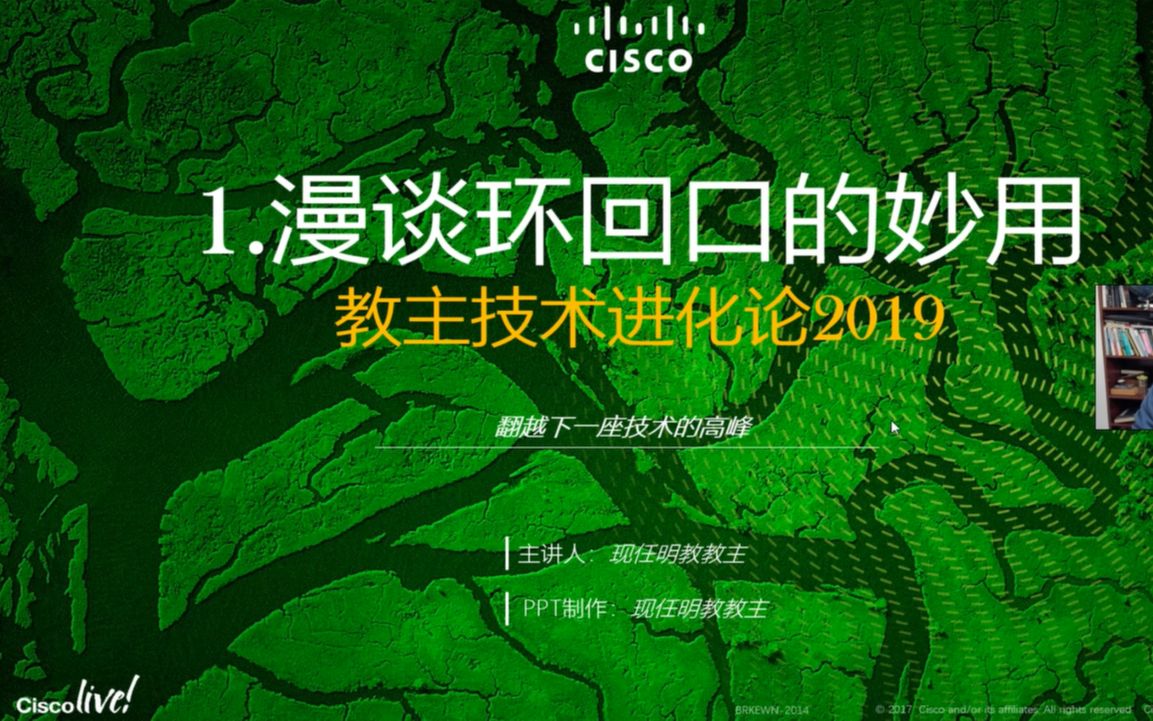 CISCO
1.漫谈环回口的妙用
教主技术进化论2019
翻越下一座技术的高峰
主讲人：现任明教教主
PPT制作：现任明教教主
Cisco live!
BRKEWN-2014
© 2017 Cisco and/or its affiliates. All rights reserved.